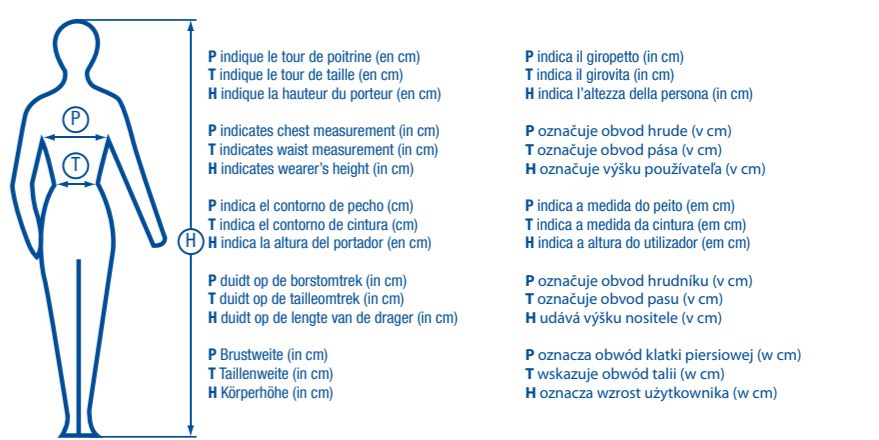 P
T
H
P indique le tour de poitrine (en cm)
T indique le tour de taille (en cm)
H indique la hauteur du porteur (en cm)
P indicates chest measurement (in cm)
T indicates waist measurement (in cm)
H indicates wearer's height (in cm)
P indica el contorno de pecho (cm)
T indica el contorno de cintura (cm)
H indica la altura del portador (en cm)
P duidt op de borstomtrek (in cm)
T duidt op de tailleomtrek (in cm)
H duidt op de lengte van de drager (in cm)
P Brustweite (in cm)
T Taillenweite (in cm)
H Körperhöhe (in cm)
P indica il giropetto (in cm)
T indica il girovita (in cm)
H indica l'altezza della persona (in cm)
P označuje obvod hrude (v cm)
T označuje obvod pása (v cm)
H označuje výšku používateľa (v cm)
P indica a medida do peito (em cm)
T indica a medida da cintura (em cm)
H indica a altura do utilizador (em cm)
P označuje obvod hrudníku (v cm)
T označuje obvod pasu (v cm)
H udává výšku nositele (v cm)
P oznacza obwód klatki piersiowej (w cm)
T wskazuje obwód talii (w cm)
H oznacza wzrost użytkownika (w cm)